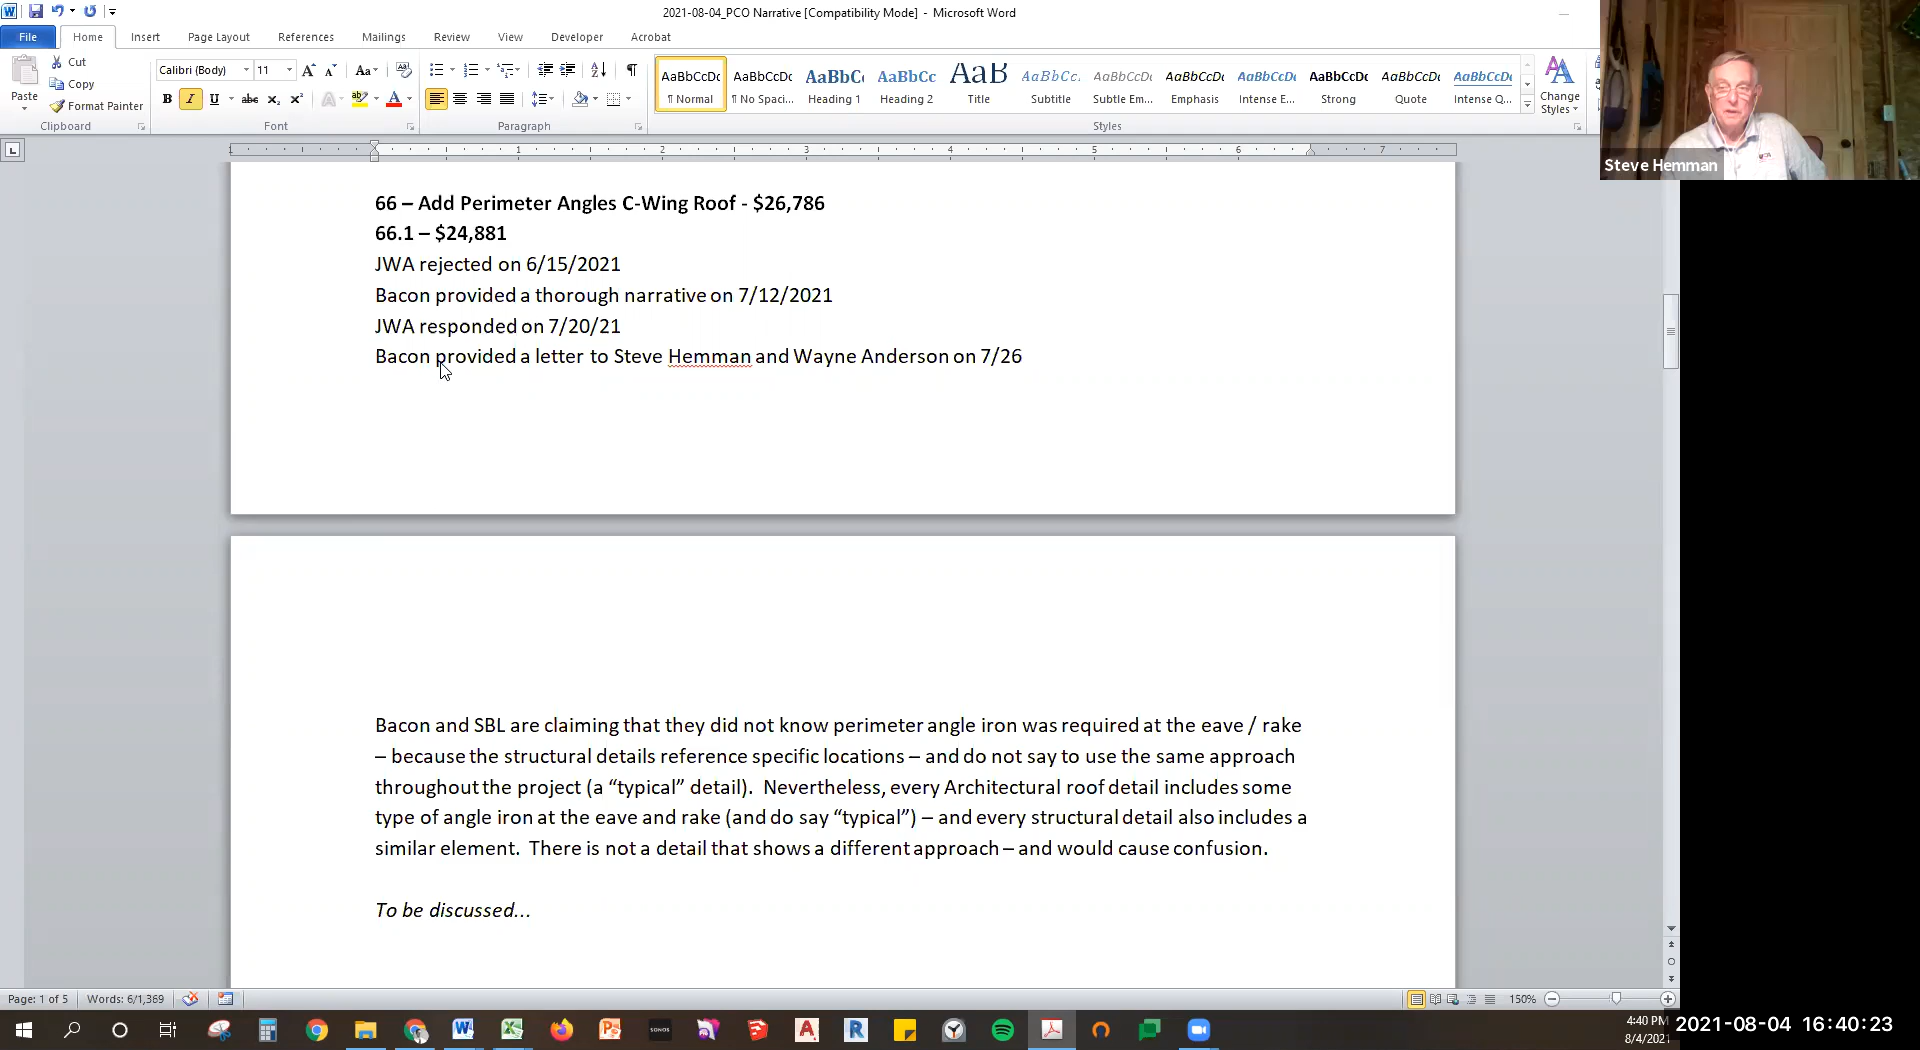 2021-08-04_PCO Narrative [Compatibility Mode] - Microsoft Word
File Home Insert Page Layout References Mailings Review View Developer Acrobat
Paste
Cut
Copy
Format Painter
Clipboard
Calibri (Body) 11
Font
Paragraph
AaBbCcDc AaBbCcDc AaBbCc AaBbCc AaB AaBbCc. AaBbCcDc AaBbCcDc AaBbCcDc AaBbCcDc AaBbCcDc AaBbCcDc
¶ Normal ¶ No Spaci... Heading 1 Heading 2 Title Subtitle Subtle Em... Emphasis Intense E... Strong Quote Intense Q...
Change Styles
Styles
Steve Hemman
66 – Add Perimeter Angles C-Wing Roof - $26,786
66.1 – $24,881
JWA rejected on 6/15/2021
Bacon provided a thorough narrative on 7/12/2021
JWA responded on 7/20/21
Bacon provided a letter to Steve Hemman and Wayne Anderson on 7/26
Bacon and SBL are claiming that they did not know perimeter angle iron was required at the eave / rake
– because the structural details reference specific locations – and do not say to use the same approach
throughout the project (a “typical” detail).  Nevertheless, every Architectural roof detail includes some
type of angle iron at the eave and rake (and do say “typical”) – and every structural detail also includes a
similar element.  There is not a detail that shows a different approach – and would cause confusion.
To be discussed...
Page: 1 of 5 Words: 6/1,369
150%
SONOS
4:40 PM
8/4/2021
2021-08-04 16:40:23